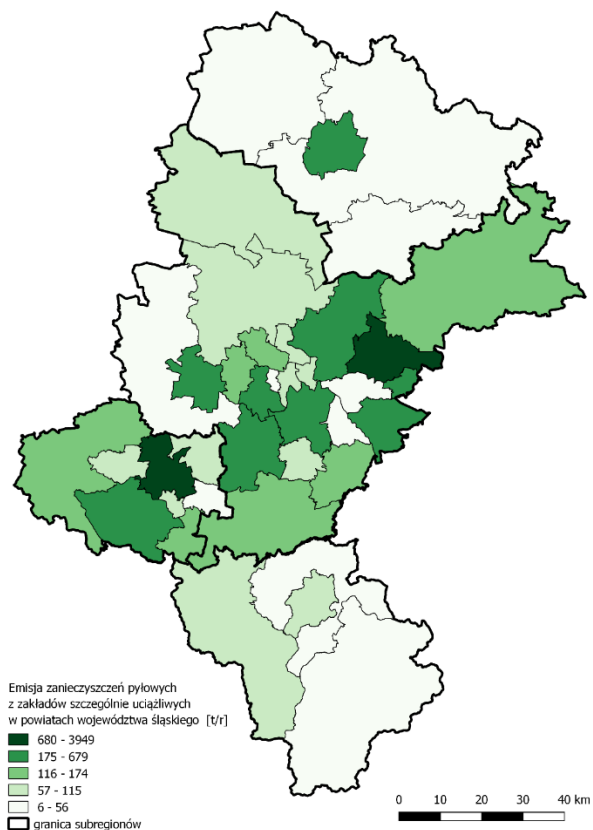 Emisja zanieczyszczeń pyłowych
z zakładów szczególnie uciążliwych
w powiatach województwa śląskiego [t/r]
680 - 3949
175 - 679
116 - 174
57 - 115
6 - 56
granica subregionów
0 10 20 30 40 km